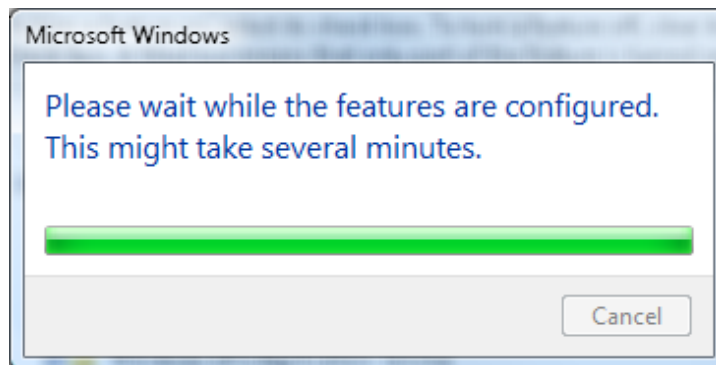 Microsoft Windows
Please wait while the features are configured.
This might take several minutes.
Cancel